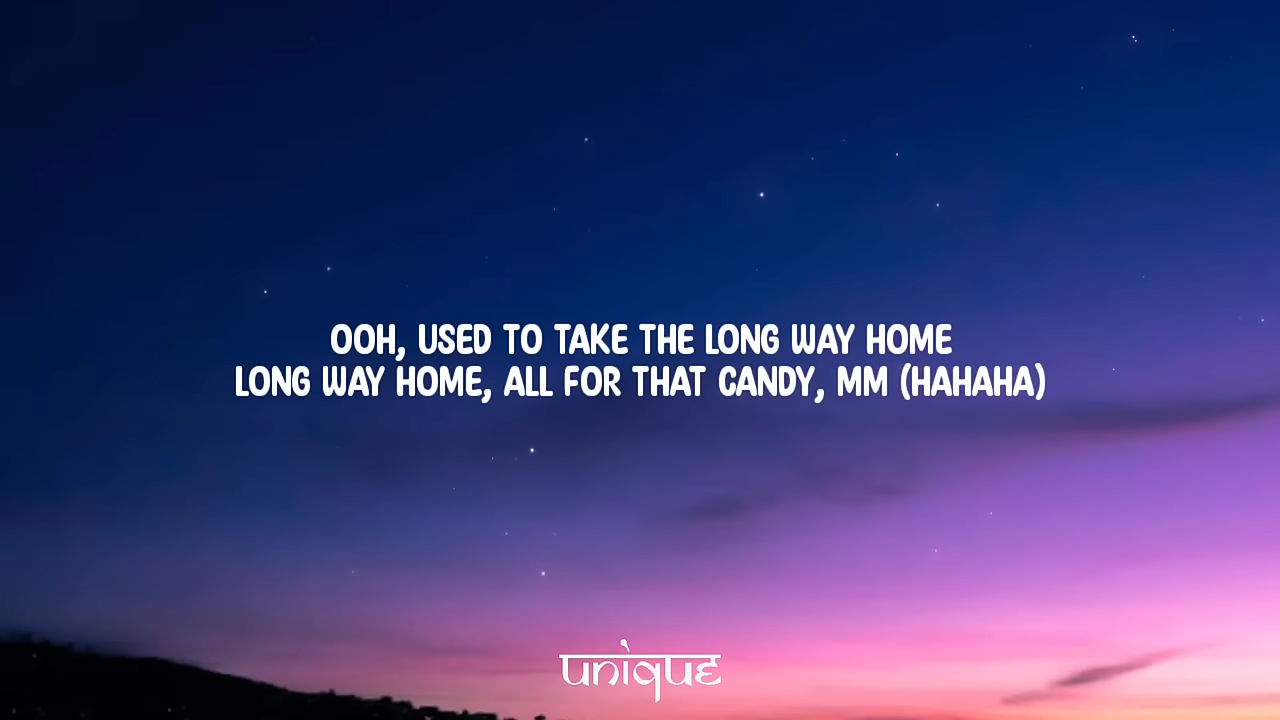 OOH, USED TO TAKE THE LONG WAY HOME
LONG WAY HOME, ALL FOR THAT CANDY, MM (HAHAHA)
unique